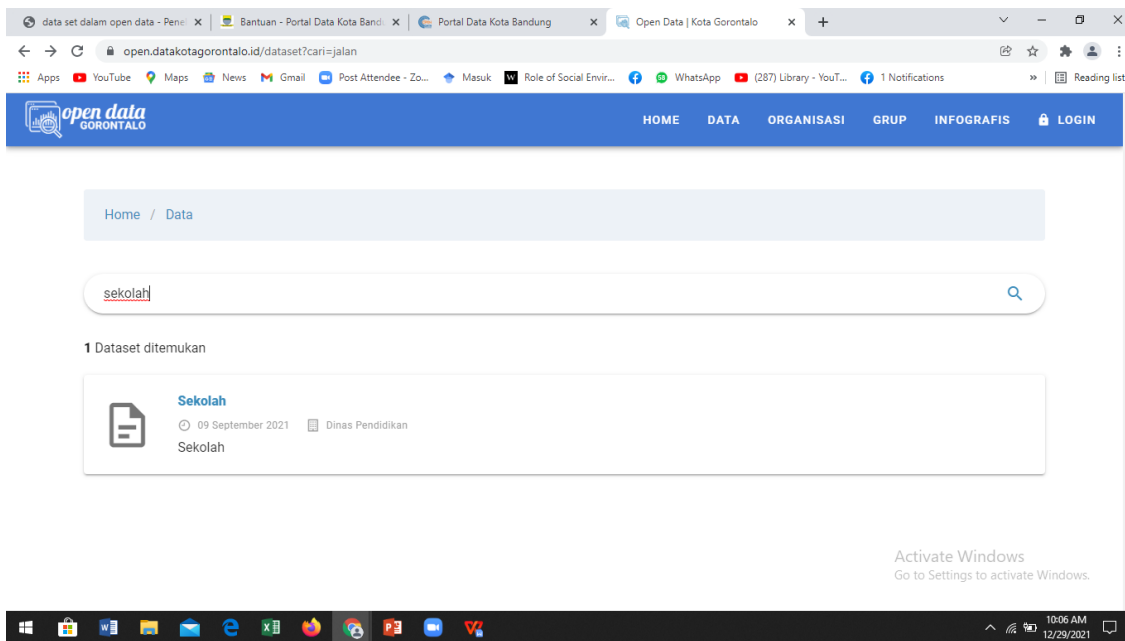 data set dalam open data - Penel
Bantuan - Portal Data Kota Bandu
Portal Data Kota Bandung
Open Data | Kota Gorontalo
open.datakotagorontalo.id/dataset?cari=jalan
Apps YouTube Maps News Gmail Post Attendee - Zo... Masuk Role of Social Envir... WhatsApp (287) Library - YouT... 1 Notifications » Reading list
open data
GORONTALO
HOME DATA ORGANISASI GRUP INFOGRAFIS LOGIN
Home / Data
sekolah
1 Dataset ditemukan
Sekolah
09 September 2021 Dinas Pendidikan
Sekolah
Activate Windows
Go to Settings to activate Windows.
10:06 AM
12/29/2021